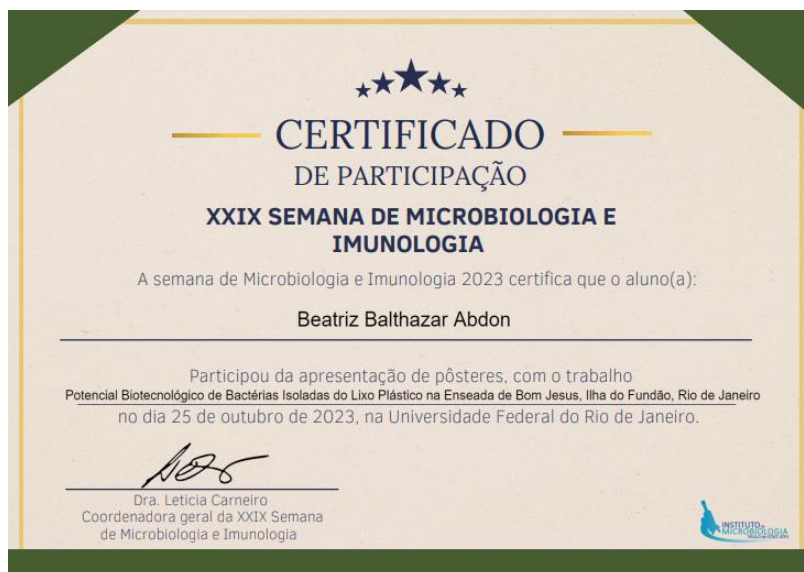 CERTIFICADO
DE PARTICIPAÇÃO
XXIX SEMANA DE MICROBIOLOGIA E
IMUNOLOGIA
A semana de Microbiologia e Imunologia 2023 certifica que o aluno(a):
Beatriz Balthazar Abdon
Participou da apresentação de pôsteres, com o trabalho
Potencial Biotecnológico de Bactérias Isoladas do Lixo Plástico na Enseada de Bom Jesus, Ilha do Fundão, Rio de Janeiro
no dia 25 de outubro de 2023, na Universidade Federal do Rio de Janeiro.
Dra. Leticia Carneiro
Coordenadora geral da XXIX Semana
de Microbiologia e Imunologia
INSTITUTO DE
MICROBIOLOGIA